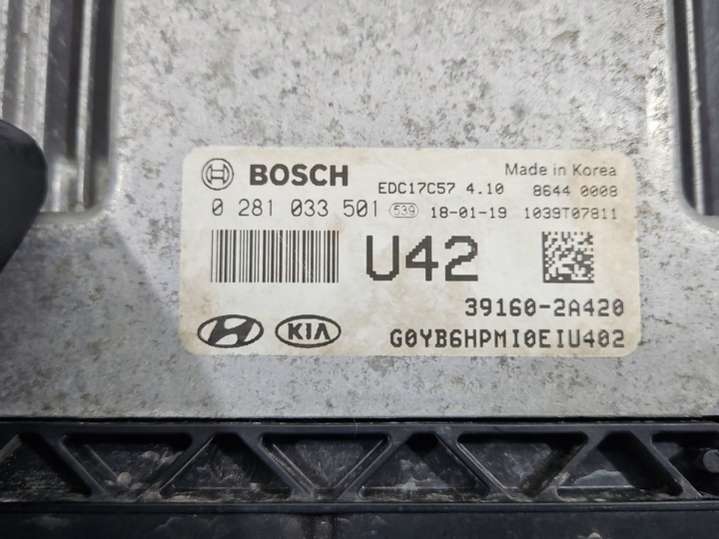 BOSCH EDC17C57 4.10 Made in Korea 8644 0008
0 281 033 501 539 18-01-19 1039T07811
U42
39160-2A420
KIA G0YB6HPMI0EIU402